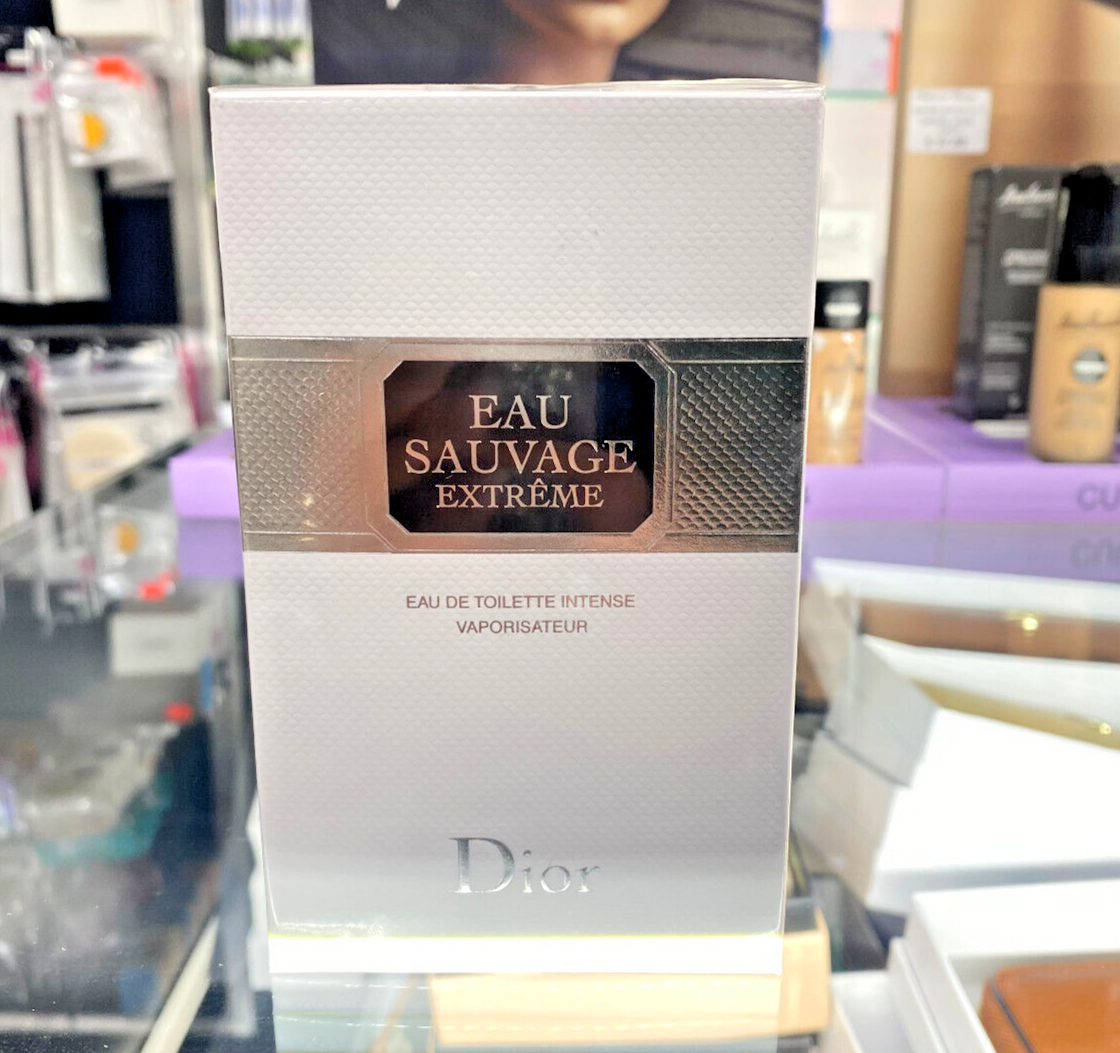 EAU
SAUVAGE
EXTRÊME
EAU DE TOILETTE INTENSE
VAPORISATEUR
Dior